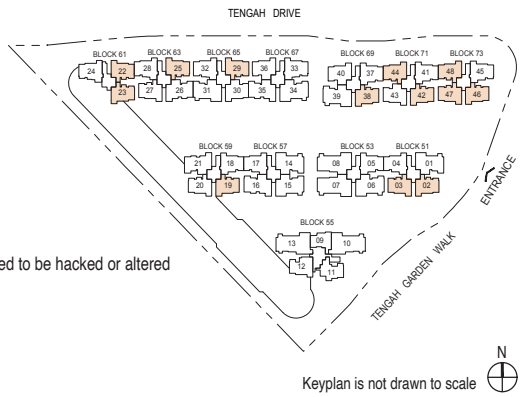 TENGAH DRIVE
BLOCK 61 BLOCK 63 BLOCK 65 BLOCK 67 BLOCK 69 BLOCK 71 BLOCK 73
24 22 28 25 32 29 36 33 40 37 44 41 48 45
23 27 26 31 30 35 34 39 38 43 42 47 46
BLOCK 59 BLOCK 57 BLOCK 53 BLOCK 51
21 18 17 14 08 05 04 01
20 19 16 15 07 06 03 02
ENTRANCE
BLOCK 55
13 09 10
12 11
TENGAH GARDEN WALK
ed to be hacked or altered
N
Keyplan is not drawn to scale